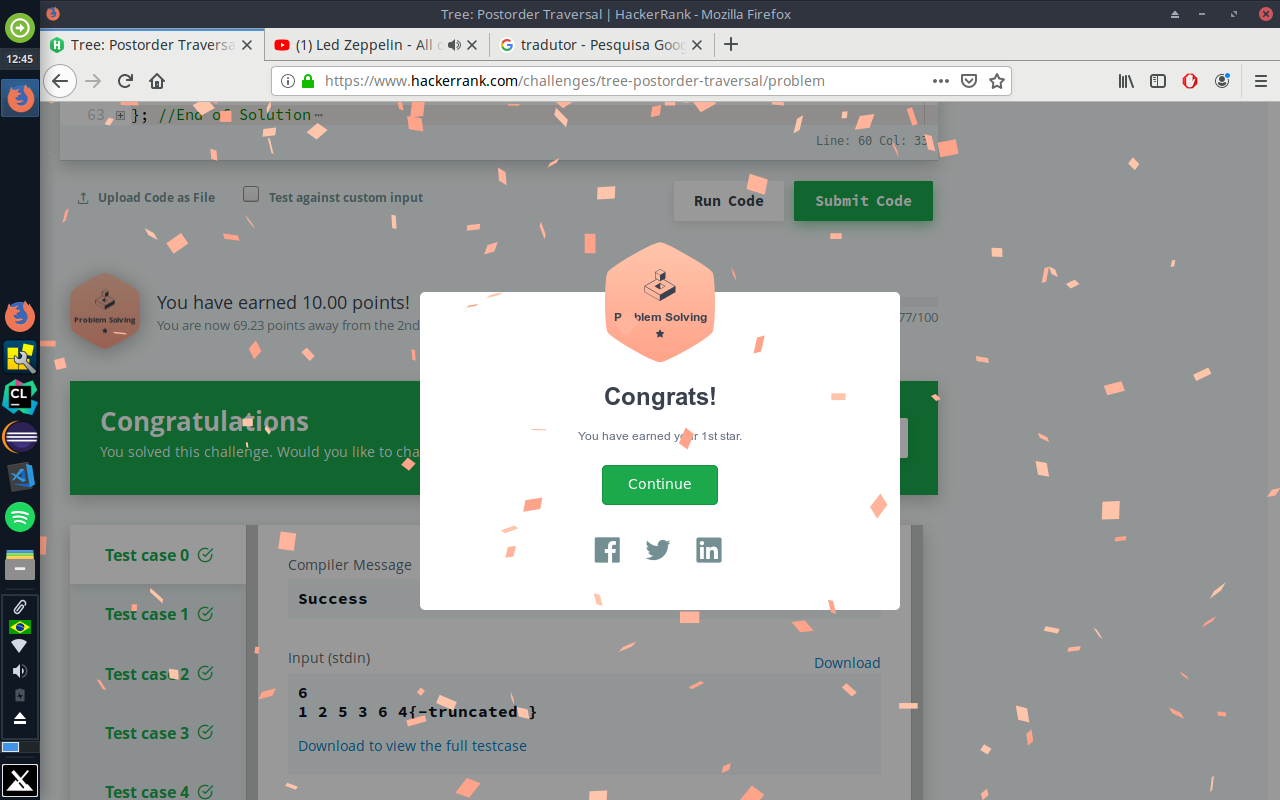 Tree: Postorder Traversal | HackerRank - Mozilla Firefox
12:45
Tree: Postorder Traversa
(1) Led Zeppelin - All
tradutor - Pesquisa Goo
https://www.hackerrank.com/challenges/tree-postorder-traversal/problem
63 }; //End of Solution
Line: 60 Col: 33
Upload Code as File
Test against custom input
Run Code
Submit Code
Problem Solving
You have earned 10.00 points!
You are now 69.23 points away from the 2nd
77/100
Problem Solving
Congrats!
You have earned your 1st star.
Continue
Congratulations
You solved this challenge. Would you like to cha
Test case 0
Test case 1
Test case 2
Test case 3
Test case 4
Compiler Message
Success
Input (stdin)
Download
6
1 2 5 3 6 4{-truncated-}
Download to view the full testcase
CL